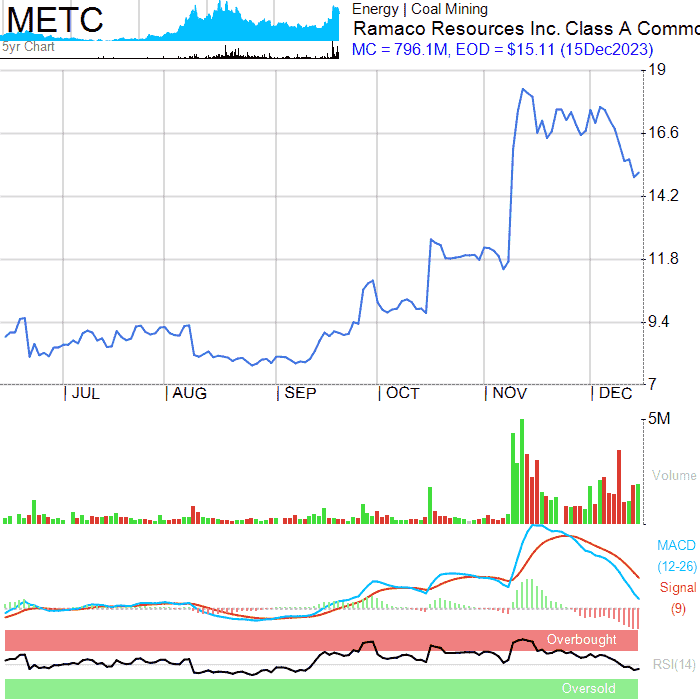 METC
5yr Chart
Energy | Coal Mining
Ramaco Resources Inc. Class A Commo
MC = 796.1M, EOD = $15.11 (15Dec2023)
19
16.6
14.2
11.8
9.4
7
JUL AUG SEP OCT NOV DEC
5M
Volume
MACD
(12-26)
Signal
(9)
Overbought
RSI(14)
Oversold